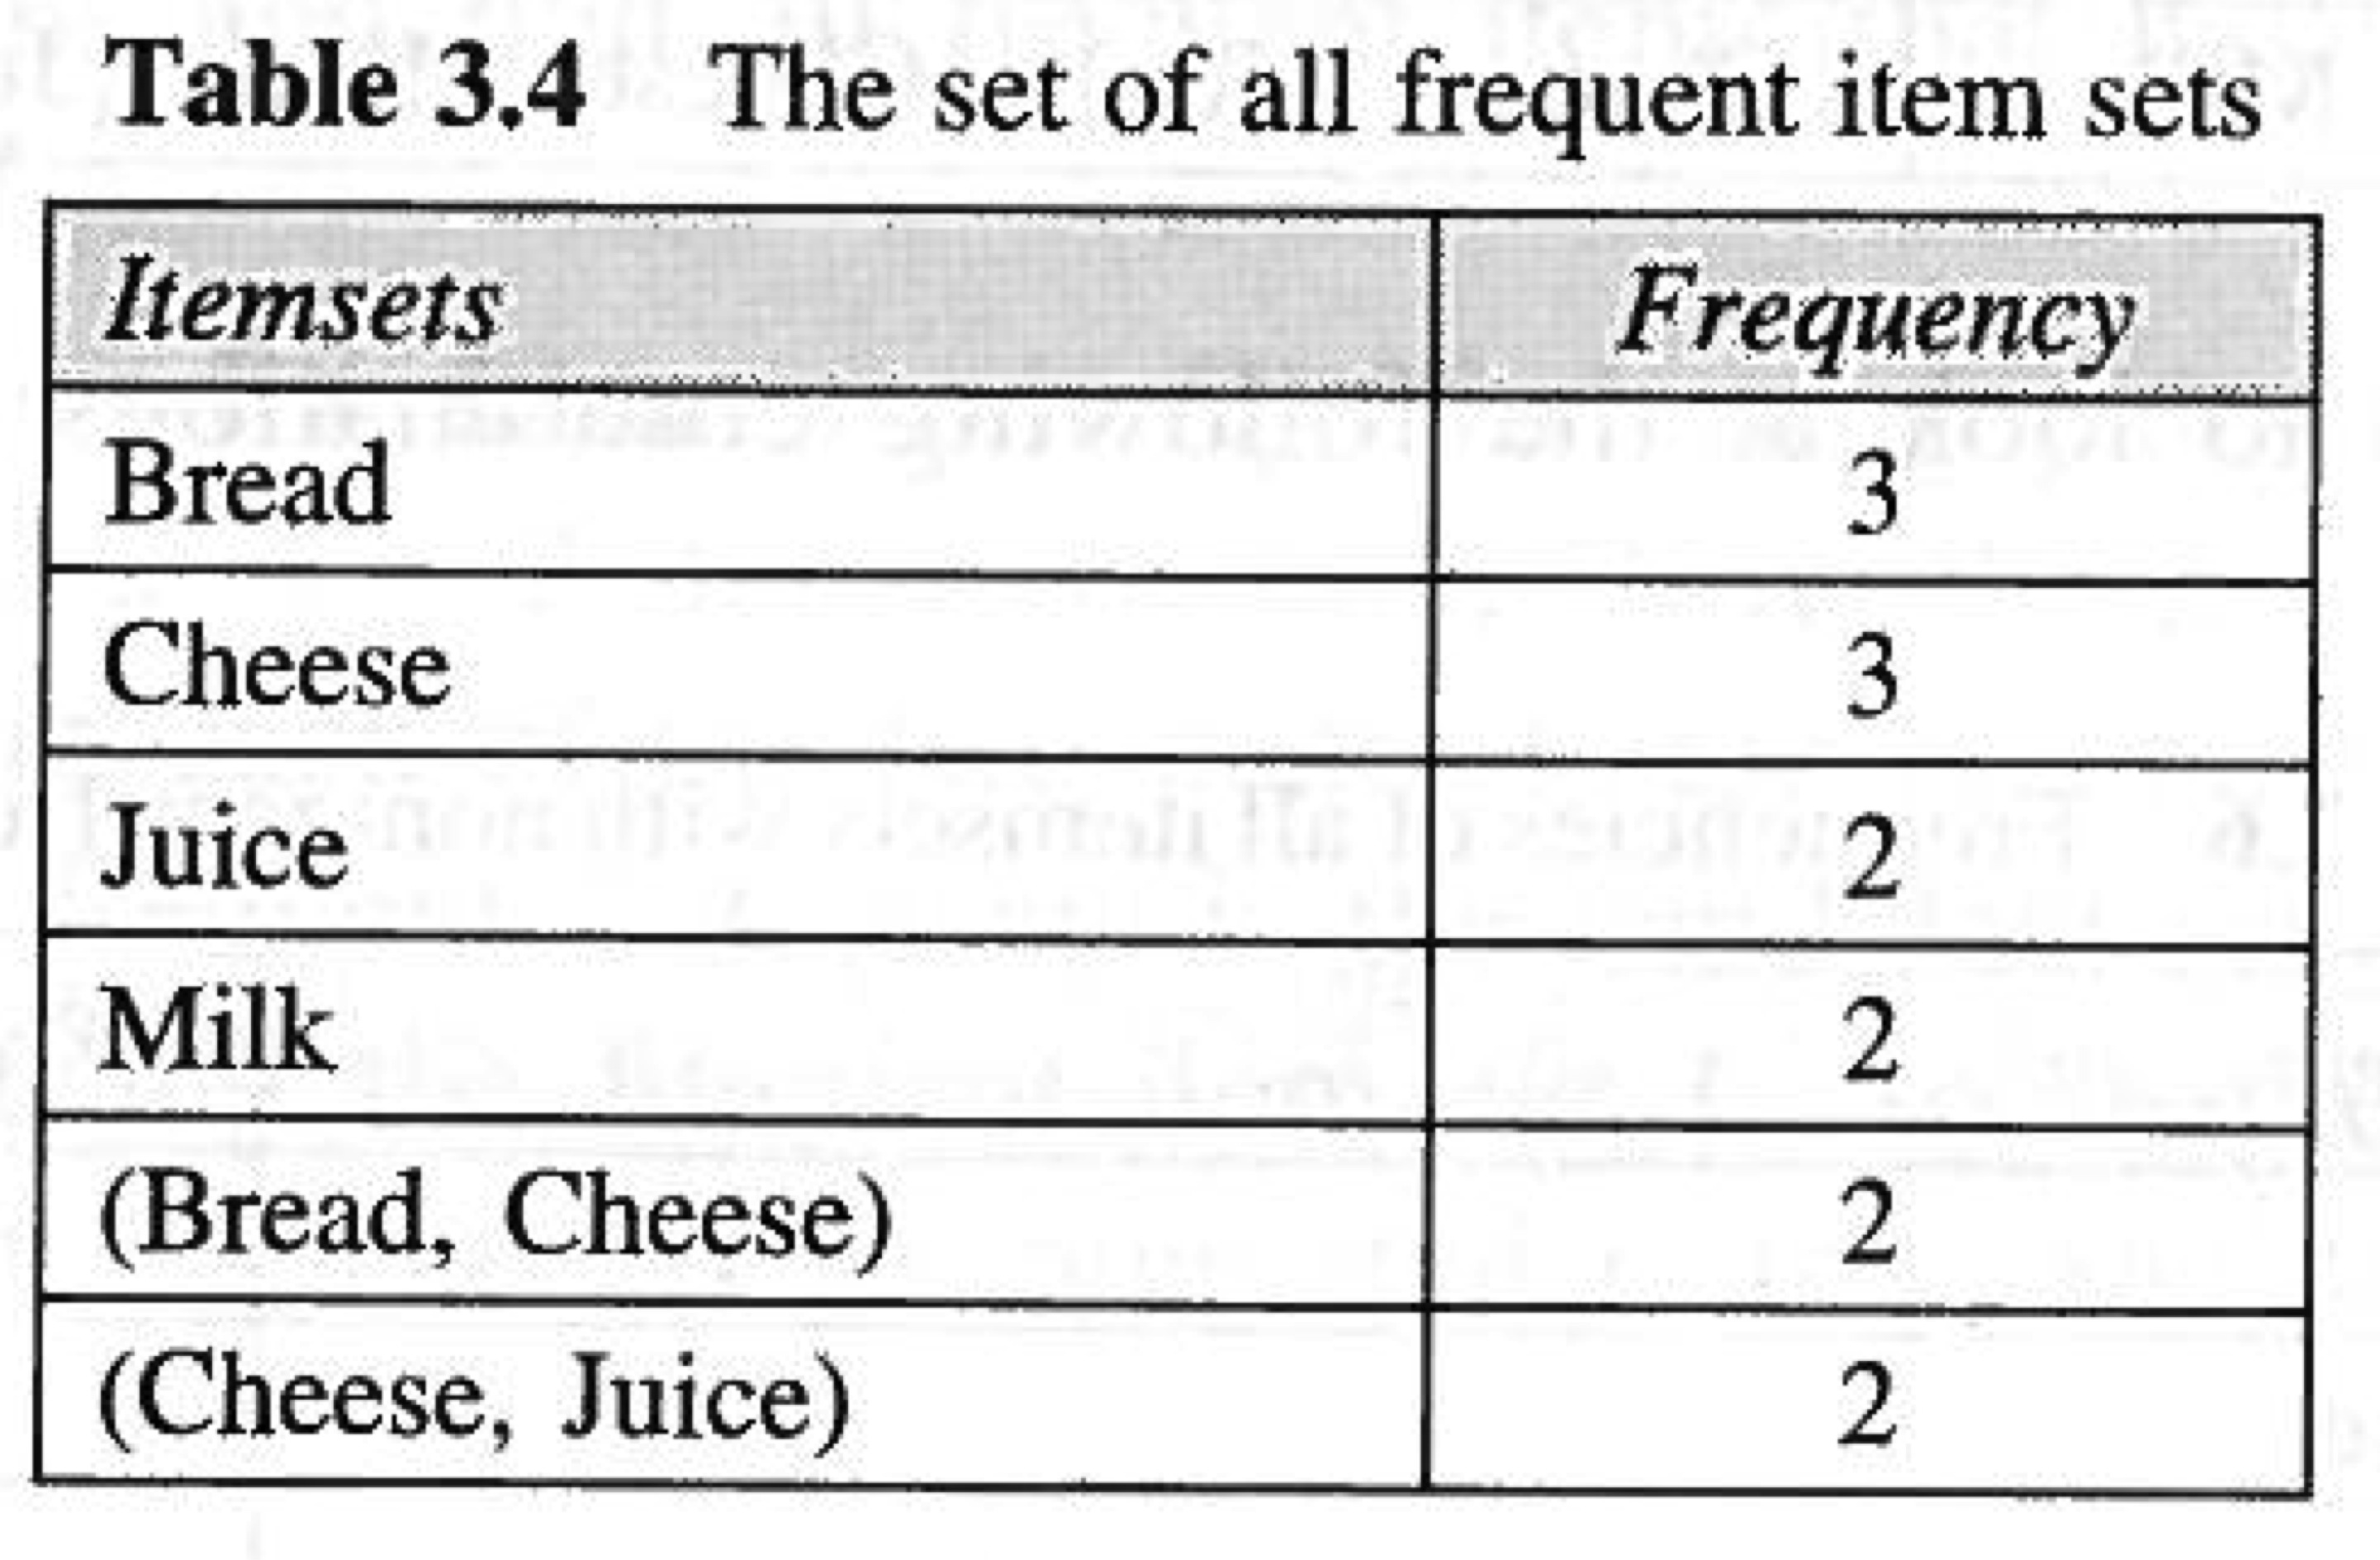 Table 3.4 The set of all frequent item sets
Itemsets Frequency
Bread 3
Cheese 3
Juice 2
Milk 2
(Bread, Cheese) 2
(Cheese, Juice) 2